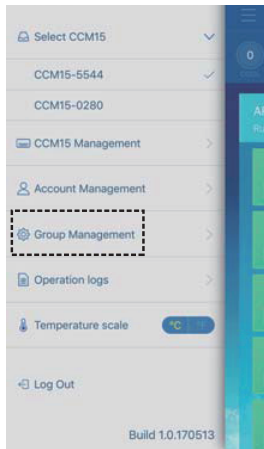 Select CCM15
CCM15-5544
CCM15-0280
CCM15 Management
Account Management
Group Management
Operation logs
Temperature scale °C °F
Log Out
Build 1.0.170513
0